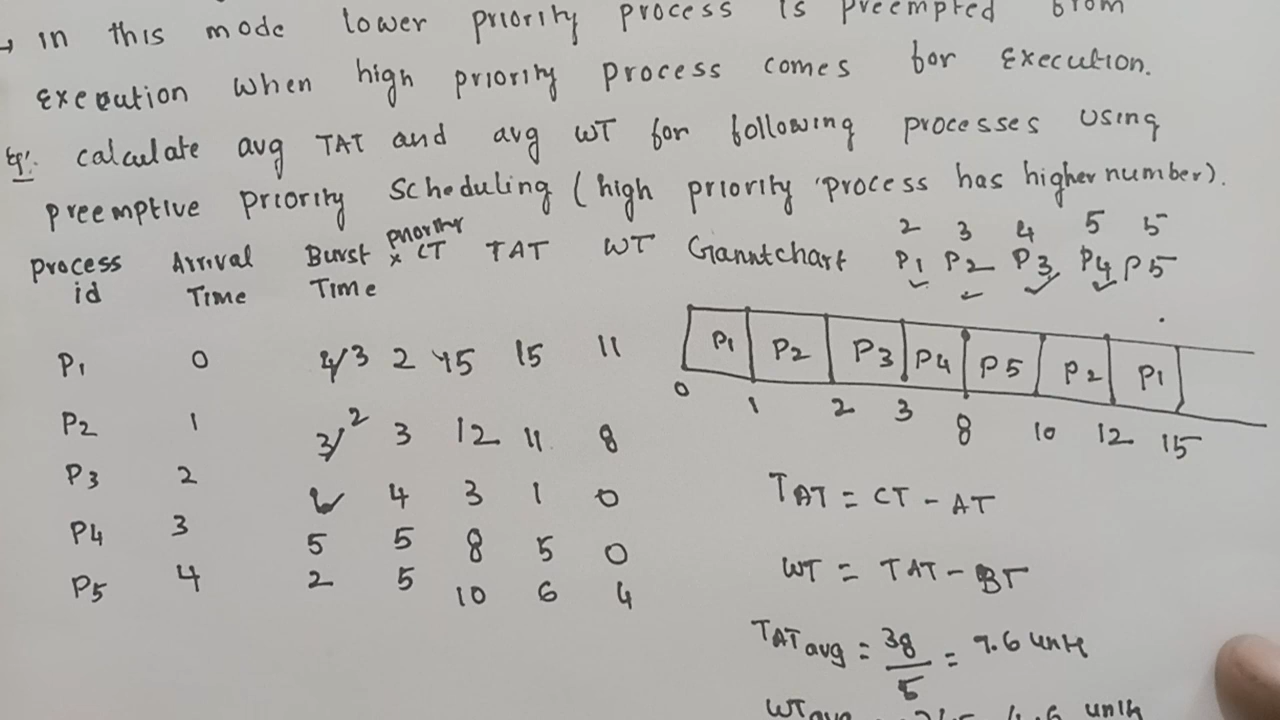 → in this mode lower priority process is preempted from
execution when high priority process comes for execution.
Eg:. calculate avg TAT and avg WT for following processes using
preemptive priority scheduling (high priority process has higher number).
Process id Arrival Time Burst Time × priority CT TAT WT Ganntchart
2 3 4 5 5
P1 P2 P3 P4 P5
P1 0 4/3 2 15 15 11
P2 1 3/2 3 12 11 8
P3 2 4 3 1 0
P4 3 5 5 8 5 0
P5 4 2 5 10 6 4
P1 P2 P3 P4 P5 P2 P1
0 1 2 3 8 10 12 15
TAT = CT - AT
WT = TAT - BT
TAT avg = 38/5 = 7.6 unit
WT avg